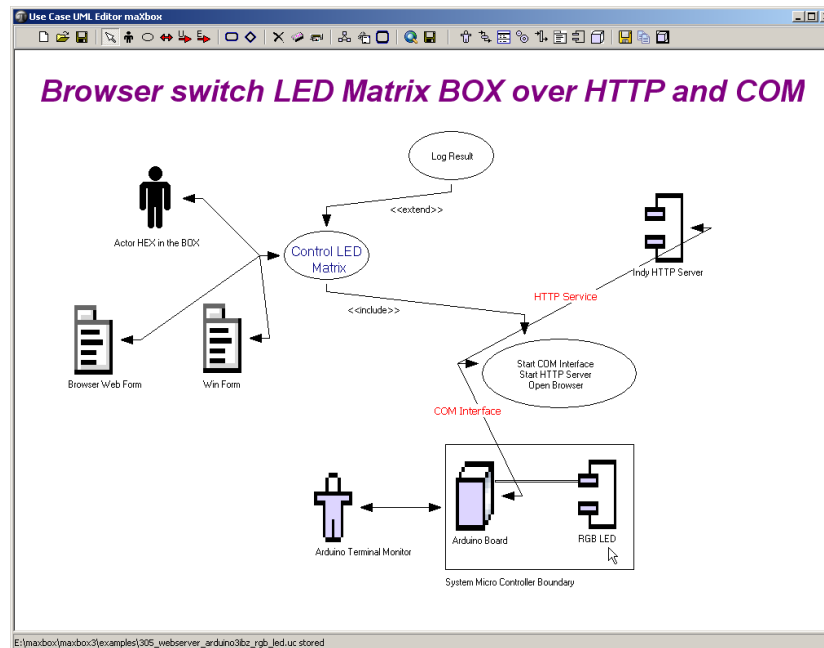 Use Case UML Editor maXbox
Browser switch LED Matrix BOX over HTTP and COM
Log Result
<<extend>>
Actor HEX in the BOX
Control LED
Matrix
Indy HTTP Server
HTTP Service
<<include>>
Browser Web Form
Win Form
Start COM Interface
Start HTTP Server
Open Browser
COM Interface
Arduino Terminal Monitor
Arduino Board
RGB LED
System Micro Controller Boundary
E:\maxbox\maxbox3\examples\305_webserver_arduino3ibz_rgb_led.uc stored